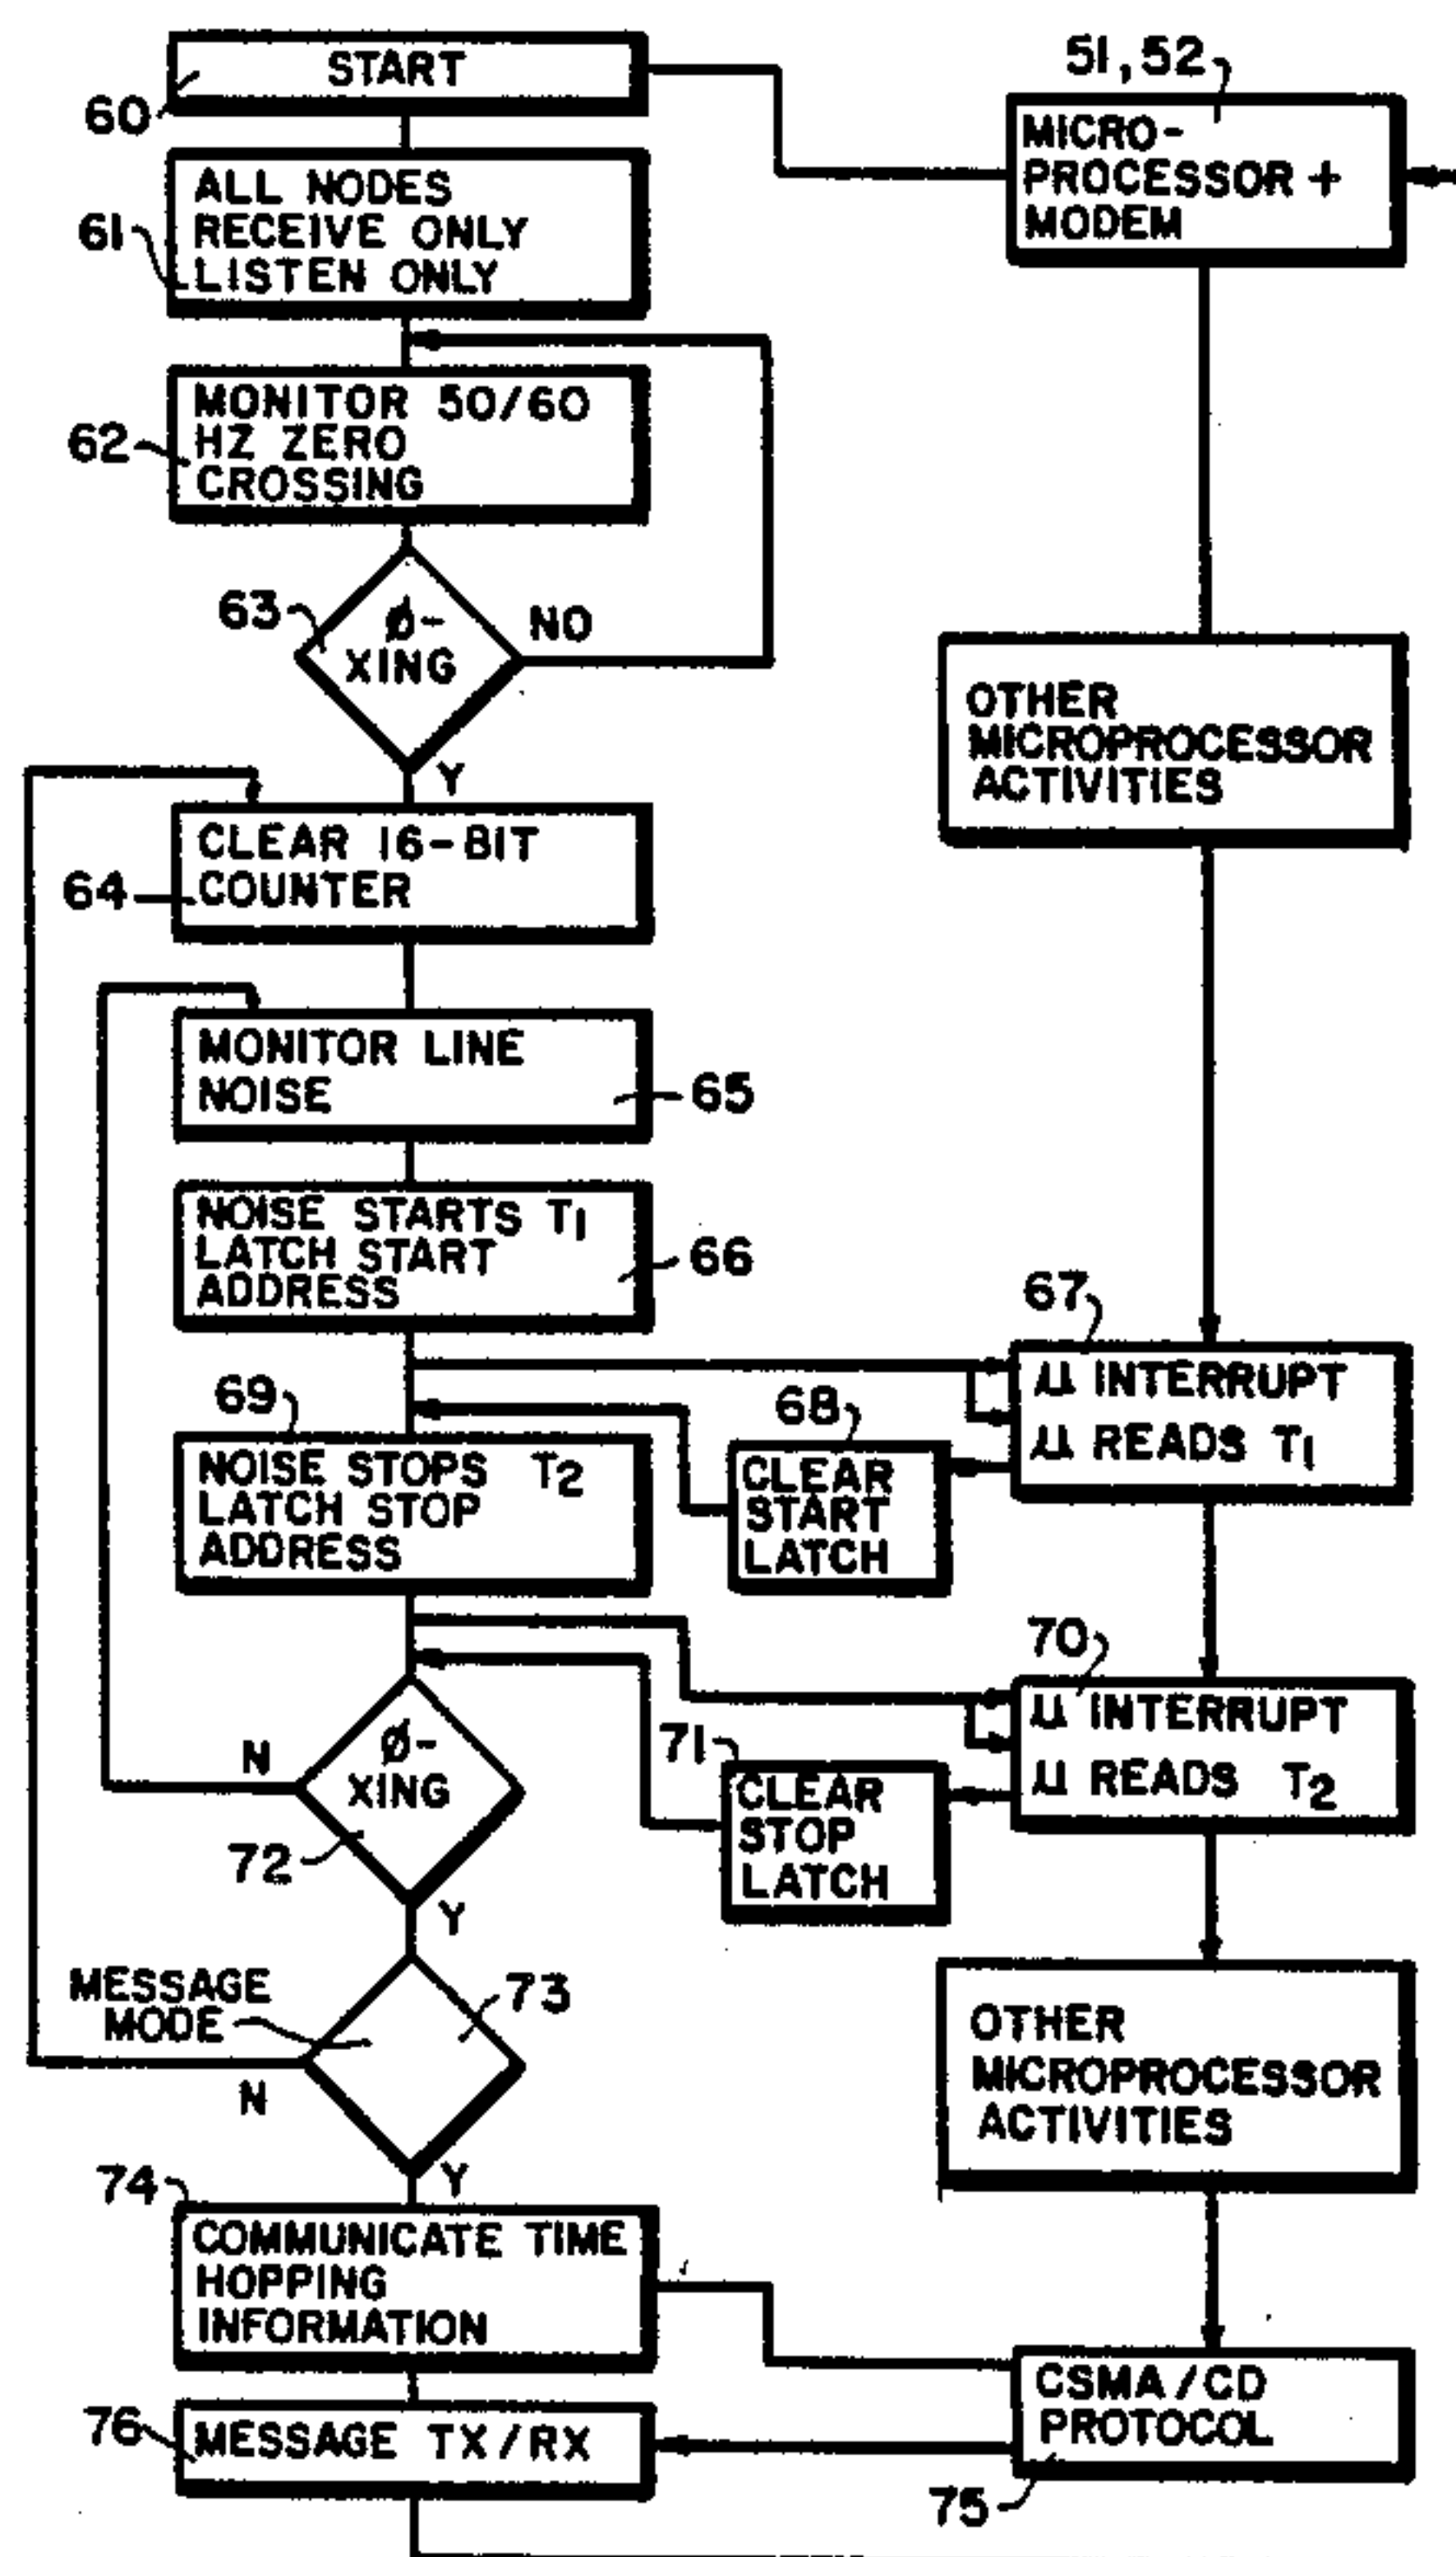 START
60
51, 52
MICRO-
PROCESSOR +
MODEM
ALL NODES
RECEIVE ONLY
LISTEN ONLY
61
MONITOR 50/60
HZ ZERO
CROSSING
62
63
Ø-
XING
NO
Y
OTHER
MICROPROCESSOR
ACTIVITIES
CLEAR 16-BIT
COUNTER
64
MONITOR LINE
NOISE
65
NOISE STARTS T1
LATCH START
ADDRESS
66
67
µ INTERRUPT
µ READS T1
68
CLEAR
START
LATCH
69
NOISE STOPS T2
LATCH STOP
ADDRESS
70
µ INTERRUPT
µ READS T2
71
CLEAR
STOP
LATCH
N
Ø-
XING
72
Y
MESSAGE
MODE
73
N
Y
OTHER
MICROPROCESSOR
ACTIVITIES
74
COMMUNICATE TIME
HOPPING
INFORMATION
CSMA/CD
PROTOCOL
75
76
MESSAGE TX/RX